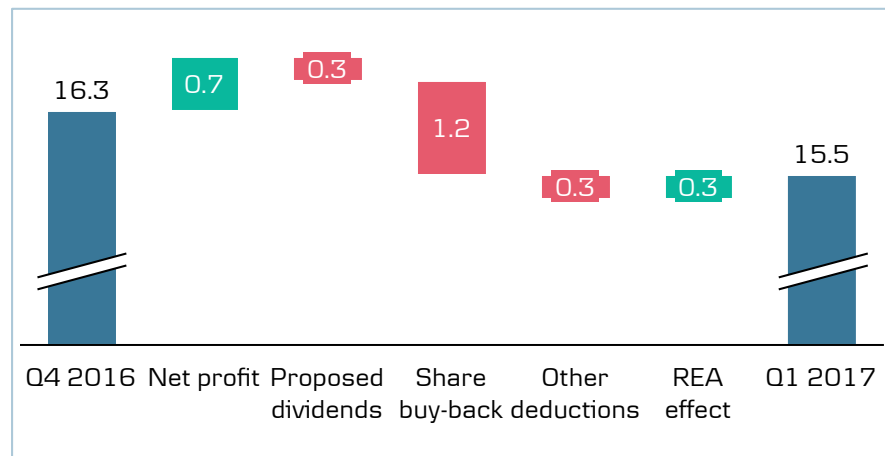 16.3
0.7
0.3
1.2
0.3
0.3
15.5
Q4 2016
Net profit
Proposed
dividends
Share
buy-back
Other
deductions
REA
effect
Q1 2017